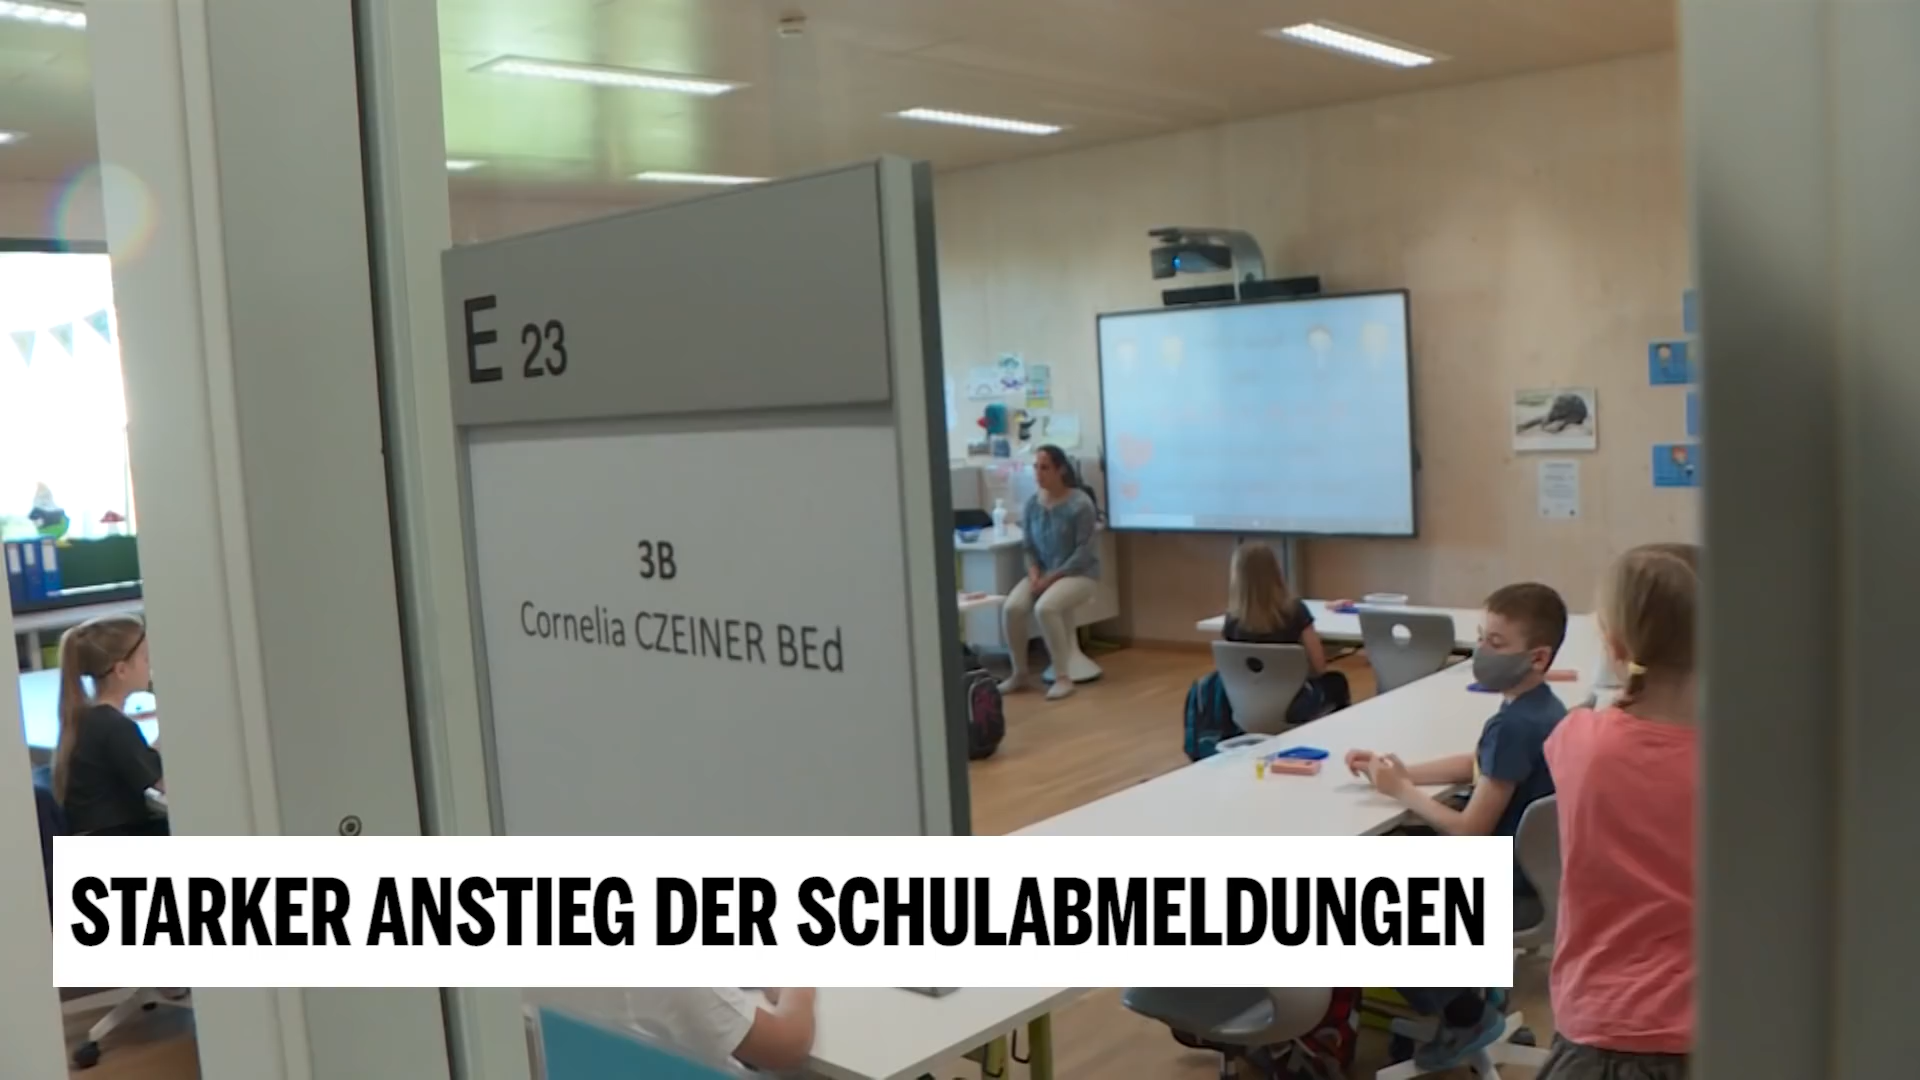 E 23
3B
Cornelia CZEINER BEd
STARKER ANSTIEG DER SCHULABMELDUNGEN